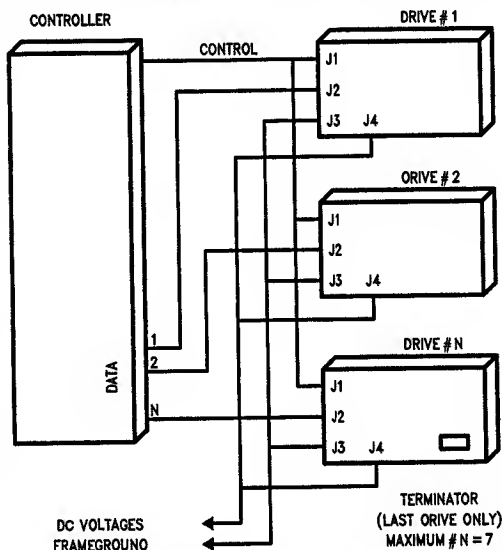 DRIVE #1
CONTROLLER
CONTROL
J1
J2
J3 J4
ORIVE #2
J1
J2
J3 J4
DRIVE #N
1
2
DATA
N
J1
J2
J3 J4
DC VOLTAGES
FRAMEGROUNO
TERMINATOR
(LAST ORIVE ONLY)
MAXIMUM #N = 7